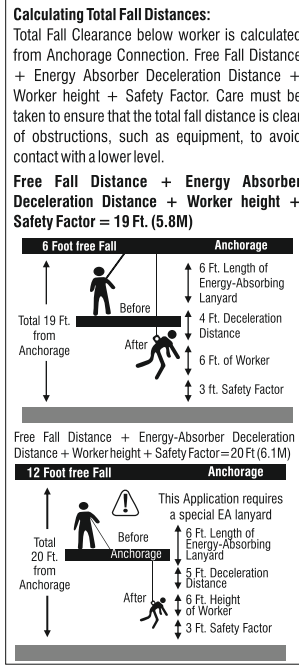 Calculating Total Fall Distances:
Total Fall Clearance below worker is calculated
from Anchorage Connection. Free Fall Distance
+ Energy Absorber Deceleration Distance +
Worker height + Safety Factor. Care must be
taken to ensure that the total fall distance is clear
of obstructions, such as equipment, to avoid
contact with a lower level.
Free Fall Distance + Energy Absorber
Deceleration Distance + Worker height +
Safety Factor = 19 Ft. (5.8M)
6 Foot free Fall Anchorage
6 Ft. Length of
Energy-Absorbing
Lanyard
Before
4 Ft. Deceleration
Distance
Total 19 Ft.
from
Anchorage
After
6 Ft. of Worker
3 ft. Safety Factor
Free Fall Distance + Energy-Absorber Deceleration
Distance + Worker height + Safety Factor=20 Ft (6.1M)
12 Foot free Fall Anchorage
This Application requires
a special EA lanyard
Before
Anchorage
6 Ft. Length of
Energy-Absorbing
Lanyard
Total
20 Ft.
from
Anchorage
5 Ft. Deceleration
Distance
After
6 Ft. Height
of Worker
3 Ft. Safety Factor